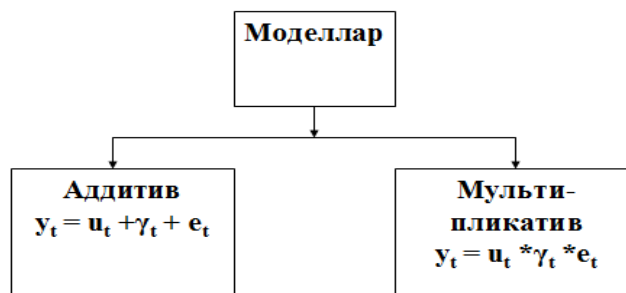 Моделлар
Аддитив
yₜ = uₜ +γₜ + eₜ
Мульти-
пликатив
yₜ = uₜ *γₜ *eₜ